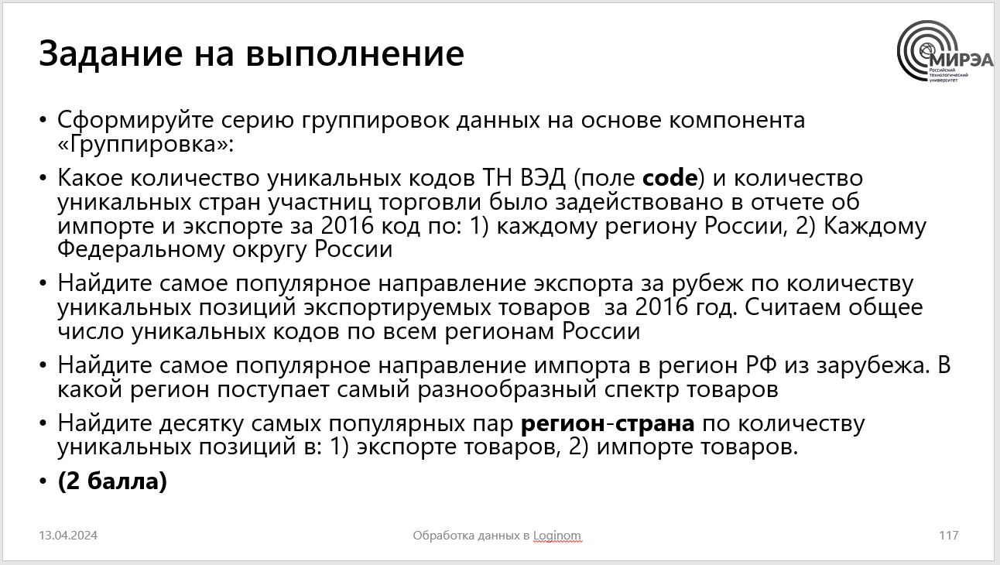 Задание на выполнение
МИРЭА
Российский
технологический
университет
• Сформируйте серию группировок данных на основе компонента
«Группировка»:
• Какое количество уникальных кодов ТН ВЭД (поле code) и количество
уникальных стран участниц торговли было задействовано в отчете об
импорте и экспорте за 2016 код по: 1) каждому региону России, 2) Каждому
Федеральному округу России
• Найдите самое популярное направление экспорта за рубеж по количеству
уникальных позиций экспортируемых товаров  за 2016 год. Считаем общее
число уникальных кодов по всем регионам России
• Найдите самое популярное направление импорта в регион РФ из зарубежа. В
какой регион поступает самый разнообразный спектр товаров
• Найдите десятку самых популярных пар регион-страна по количеству
уникальных позиций в: 1) экспорте товаров, 2) импорте товаров.
• (2 балла)
13.04.2024
Обработка данных в Loginom
117